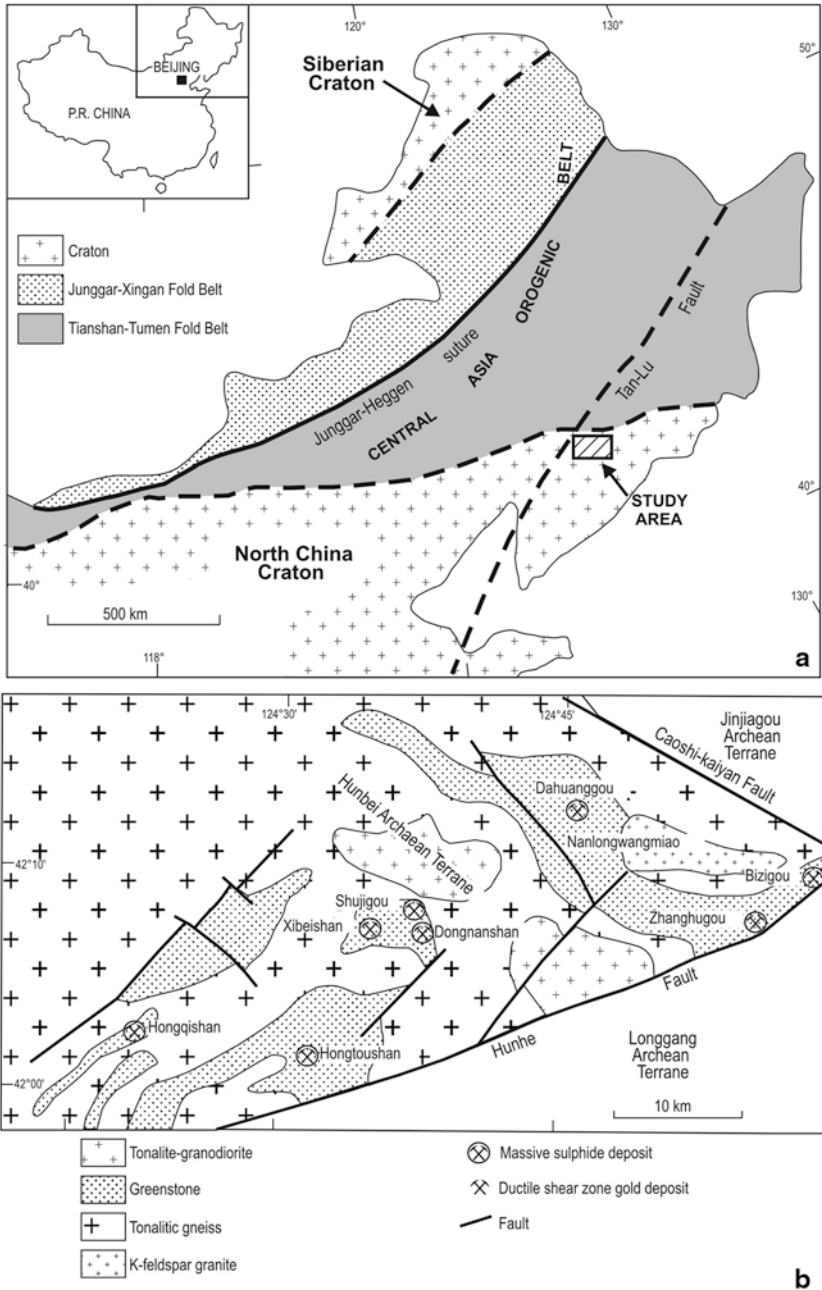 120°
130°
50°
BEIJING
P.R. CHINA
Siberian
Craton
BELT
OROGENIC
ASIA
CENTRAL
Craton
Junggar-Xingan Fold Belt
Tianshan-Tumen Fold Belt
Junggar-Heggen
suture
Fault
Tan-Lu
STUDY
AREA
40°
North China
Craton
40°
130°
500 km
118°
a
124°30'
124°45'
Jinjiagou
Archean
Terrane
Caoshi-kaiyan Fault
Hunbei Archaean Terrane
Dahuanggou
Nanlongwangmiao
42°10'
Bizigou
Shujigou
Xibeishan
Dongnanshan
Zhanghugou
Fault
Hunhe
Hongqishan
Hongtoushan
Longgang
Archean
Terrane
42°00'
10 km
Tonalite-granodiorite
Greenstone
Tonalitic gneiss
K-feldspar granite
Massive sulphide deposit
Ductile shear zone gold deposit
Fault
b